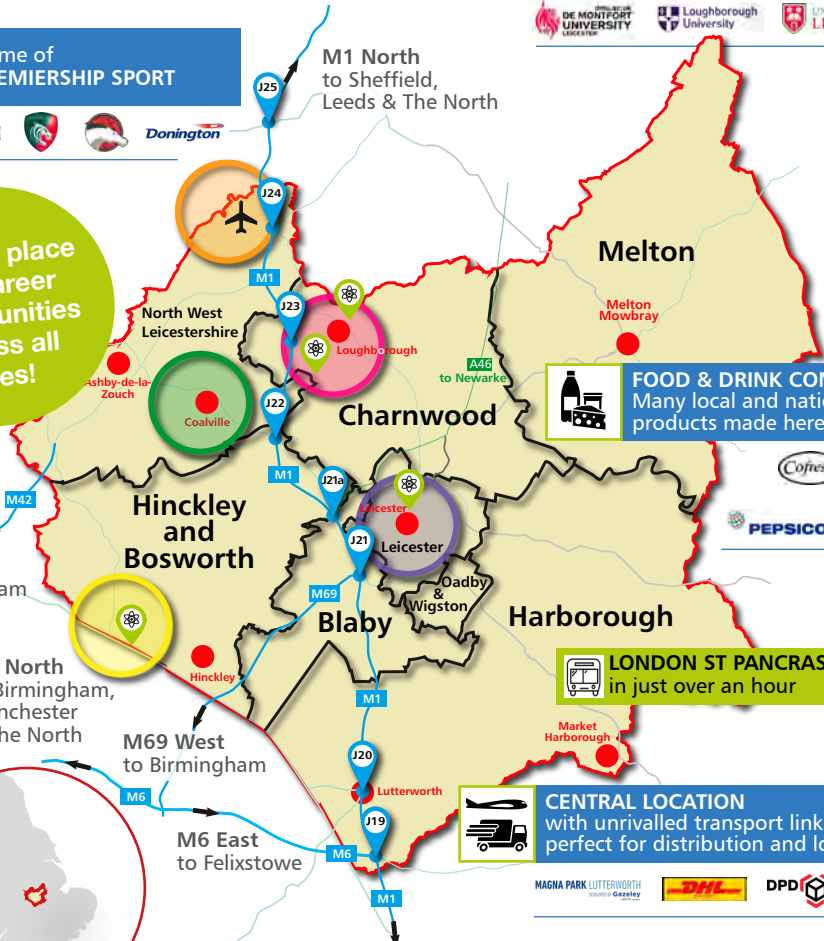 DE MONTFORT
UNIVERSITY
LEICESTER
Loughborough
University
me of
EMIERSHIP SPORT
Donington
M1 North
to Sheffield,
Leeds & The North
J25
J24
M1
J23
place
areer
unities
ss all
es!
North West
Leicestershire
Loughborough
Melton
Melton
Mowbray
Ashby-de-la-
Zouch
Coalville
J22
A46
to Newarke
Charnwood
FOOD & DRINK CON
Many local and natio
products made here
M42
M1
J21a
Hinckley
and
Bosworth
Leicester
Leicester
J21
PEPSICO
am
M69
Oadby
&
Wigston
Blaby
Harborough
North
Birmingham,
nchester
he North
Hinckley
LONDON ST PANCRAS
in just over an hour
M1
Market
Harborough
M69 West
to Birmingham
J20
Lutterworth
M6
M6 East
to Felixstowe
J19
M6
M1
CENTRAL LOCATION
with unrivalled transport link
perfect for distribution and lo
MAGNA PARK LUTTERWORTH
DEVELOPED BY Gazeley
DHL
DPD